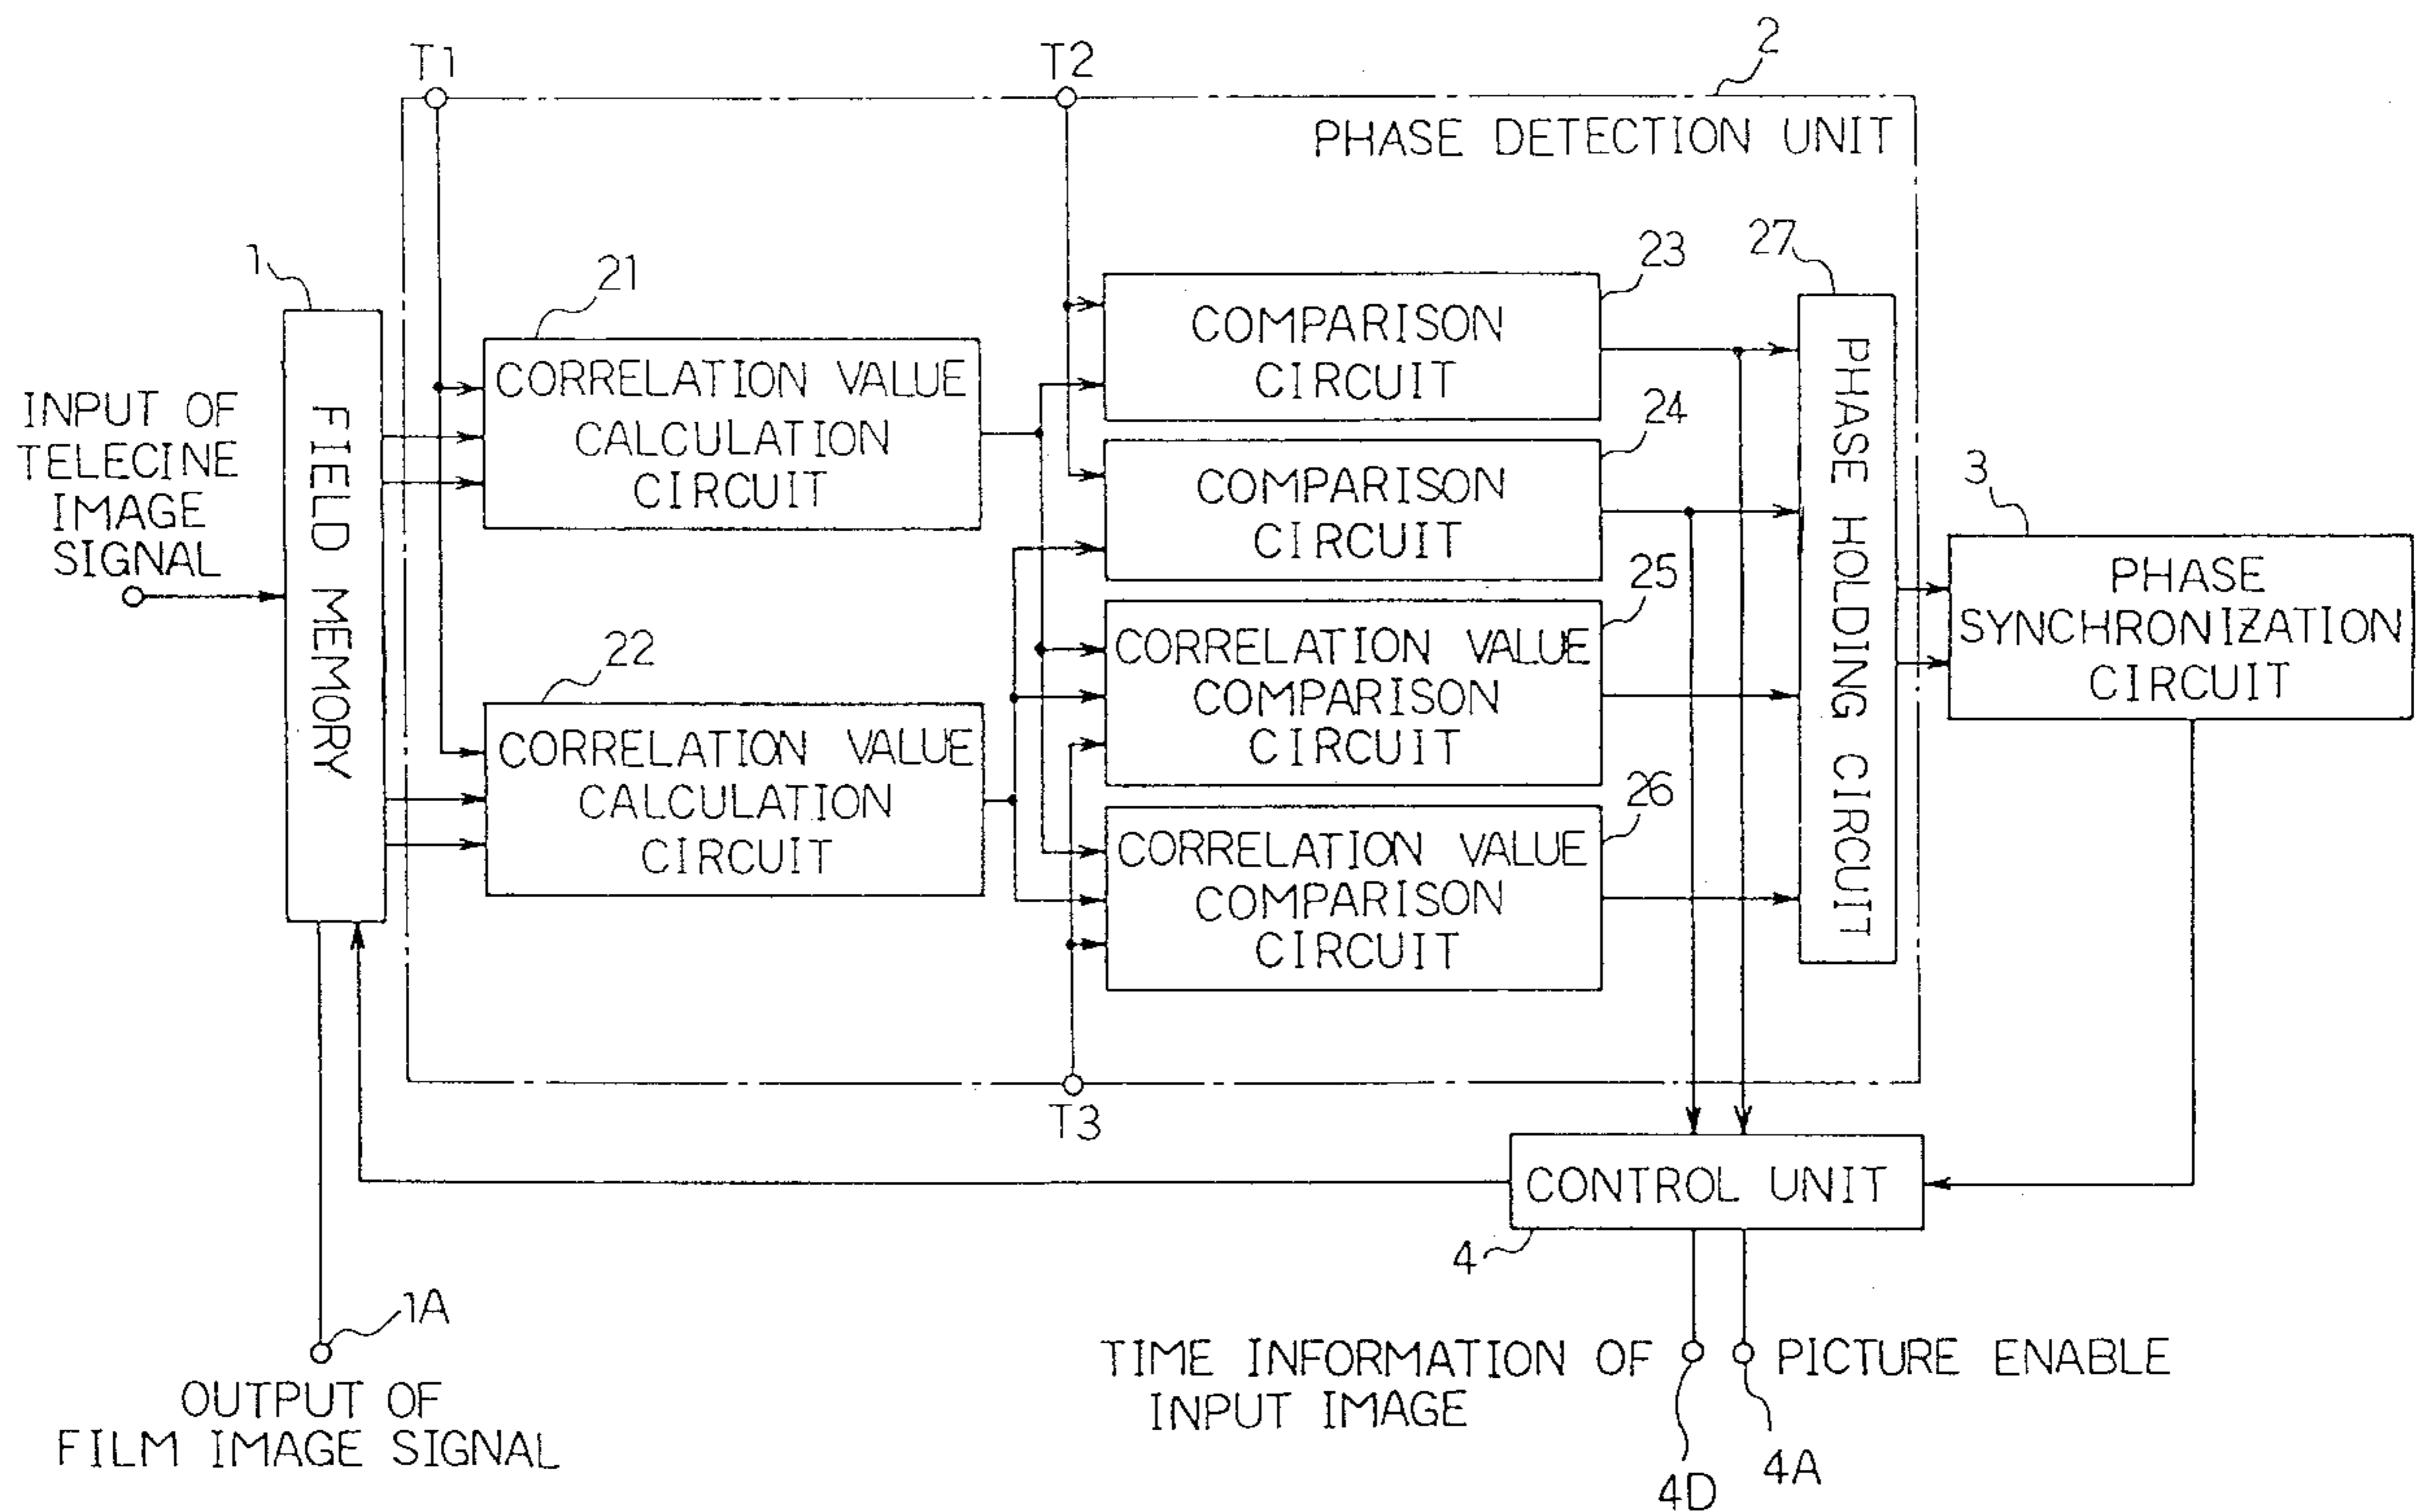 T1
T2
2
PHASE DETECTION UNIT
1
INPUT OF
TELECINE
IMAGE
SIGNAL
FIELD MEMORY
21
CORRELATION VALUE
CALCULATION
CIRCUIT
22
CORRELATION VALUE
CALCULATION
CIRCUIT
23
COMPARISON
CIRCUIT
24
COMPARISON
CIRCUIT
25
CORRELATION VALUE
COMPARISON
CIRCUIT
26
CORRELATION VALUE
COMPARISON
CIRCUIT
27
PHASE HOLDING CIRCUIT
3
PHASE
SYNCHRONIZATION
CIRCUIT
T3
CONTROL UNIT
4
1A
OUTPUT OF
FILM IMAGE SIGNAL
TIME INFORMATION OF
INPUT IMAGE
PICTURE ENABLE
4D
4A